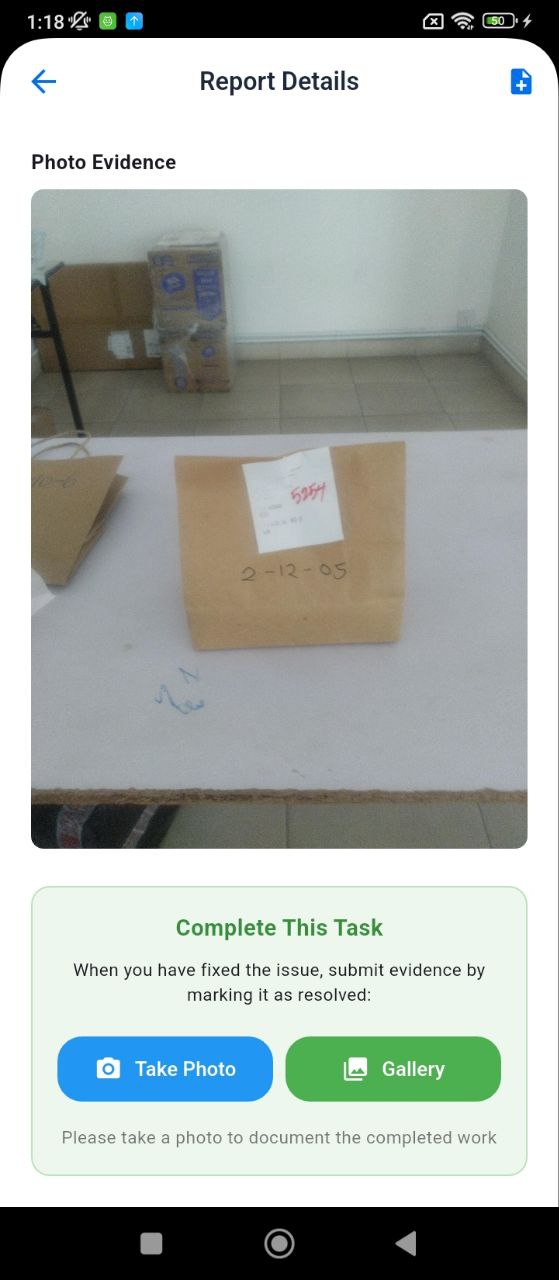 1:18
50
Report Details
Photo Evidence
5254
2-12-05
Complete This Task
When you have fixed the issue, submit evidence by
marking it as resolved:
Take Photo
Gallery
Please take a photo to document the completed work